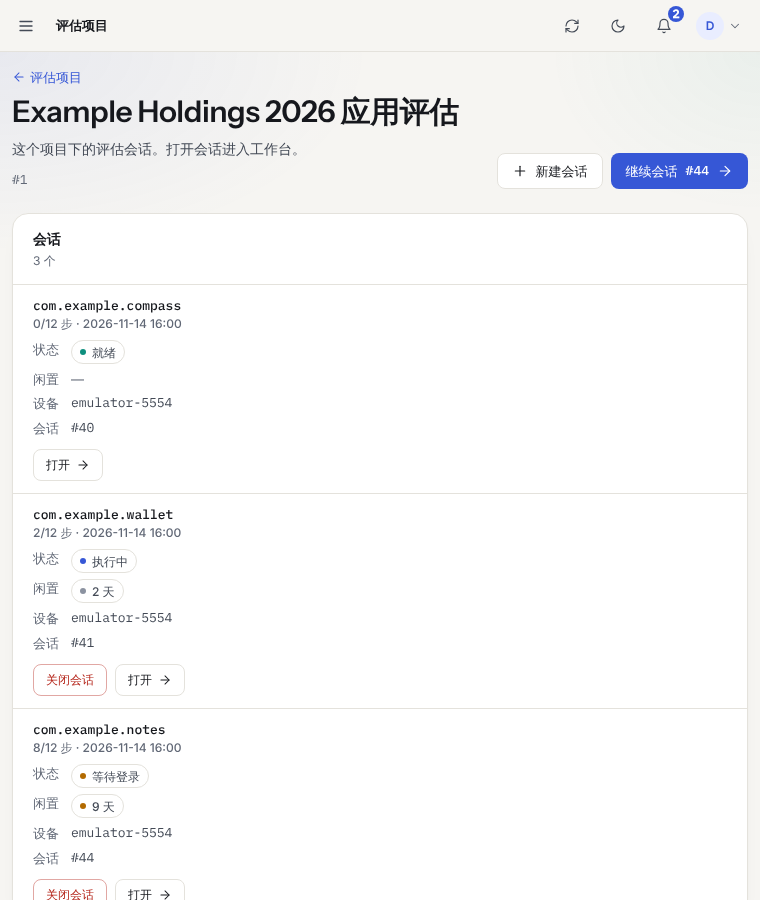 评估项目
2
D
评估项目
Example Holdings 2026 应用评估
这个项目下的评估会话。打开会话进入工作台。
#1
新建会话
继续会话 #44
会话
3 个
com.example.compass
0/12 步 · 2026-11-14 16:00
状态 就绪
闲置 —
设备 emulator-5554
会话 #40
打开
com.example.wallet
2/12 步 · 2026-11-14 16:00
状态 执行中
闲置 2 天
设备 emulator-5554
会话 #41
关闭会话 打开
com.example.notes
8/12 步 · 2026-11-14 16:00
状态 等待登录
闲置 9 天
设备 emulator-5554
会话 #44
关闭会话 打开